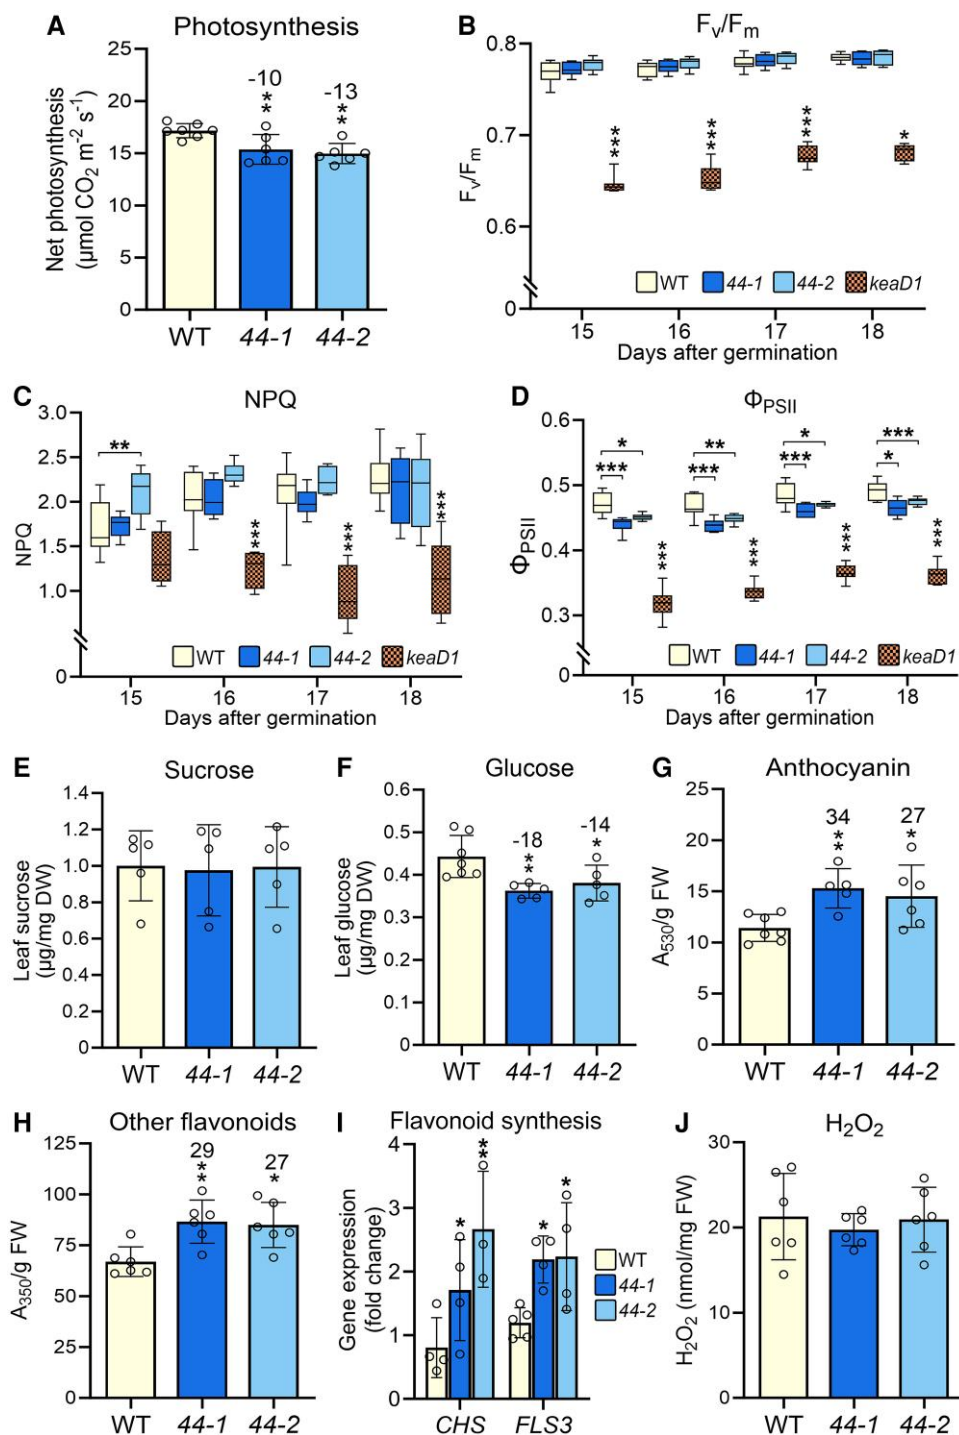 A Photosynthesis
Net photosynthesis
(µmol CO₂ m⁻² s⁻¹)
25
20
15
10
5
0
-10
**
-13
**
WT 44-1 44-2
B Fᵥ/Fₘ
Fᵥ/Fₘ
0.8
0.7
0.6
0
*** *** *** *
WT 44-1 44-2 keaD1
15 16 17 18
Days after germination
C NPQ
NPQ
3.0
2.5
2.0
1.5
1.0
0
**
*** *** ***
WT 44-1 44-2 keaD1
15 16 17 18
Days after germination
D ΦPSII
ΦPSII
0.6
0.5
0.4
0.3
0
* ** * ***
*** *** *** *
*** *** *** ***
WT 44-1 44-2 keaD1
15 16 17 18
Days after germination
E Sucrose
Leaf sucrose
(µg/mg DW)
1.4
1.2
1.0
0.8
0.6
0.4
0.2
0
WT 44-1 44-2
F Glucose
Leaf glucose
(µg/mg DW)
0.6
0.5
0.4
0.3
0.2
0.1
0
-18
**
-14
*
WT 44-1 44-2
G Anthocyanin
A₅₃₀/g FW
25
20
15
10
5
0
34
**
27
*
WT 44-1 44-2
H Other flavonoids
A₃₅₀/g FW
125
100
75
50
25
0
29
**
27
*
WT 44-1 44-2
I Flavonoid synthesis
Gene expression
(fold change)
4
3
2
1
0
* ** * *
WT
44-1
44-2
CHS FLS3
J H₂O₂
H₂O₂ (nmol/mg FW)
30
20
10
0
WT 44-1 44-2